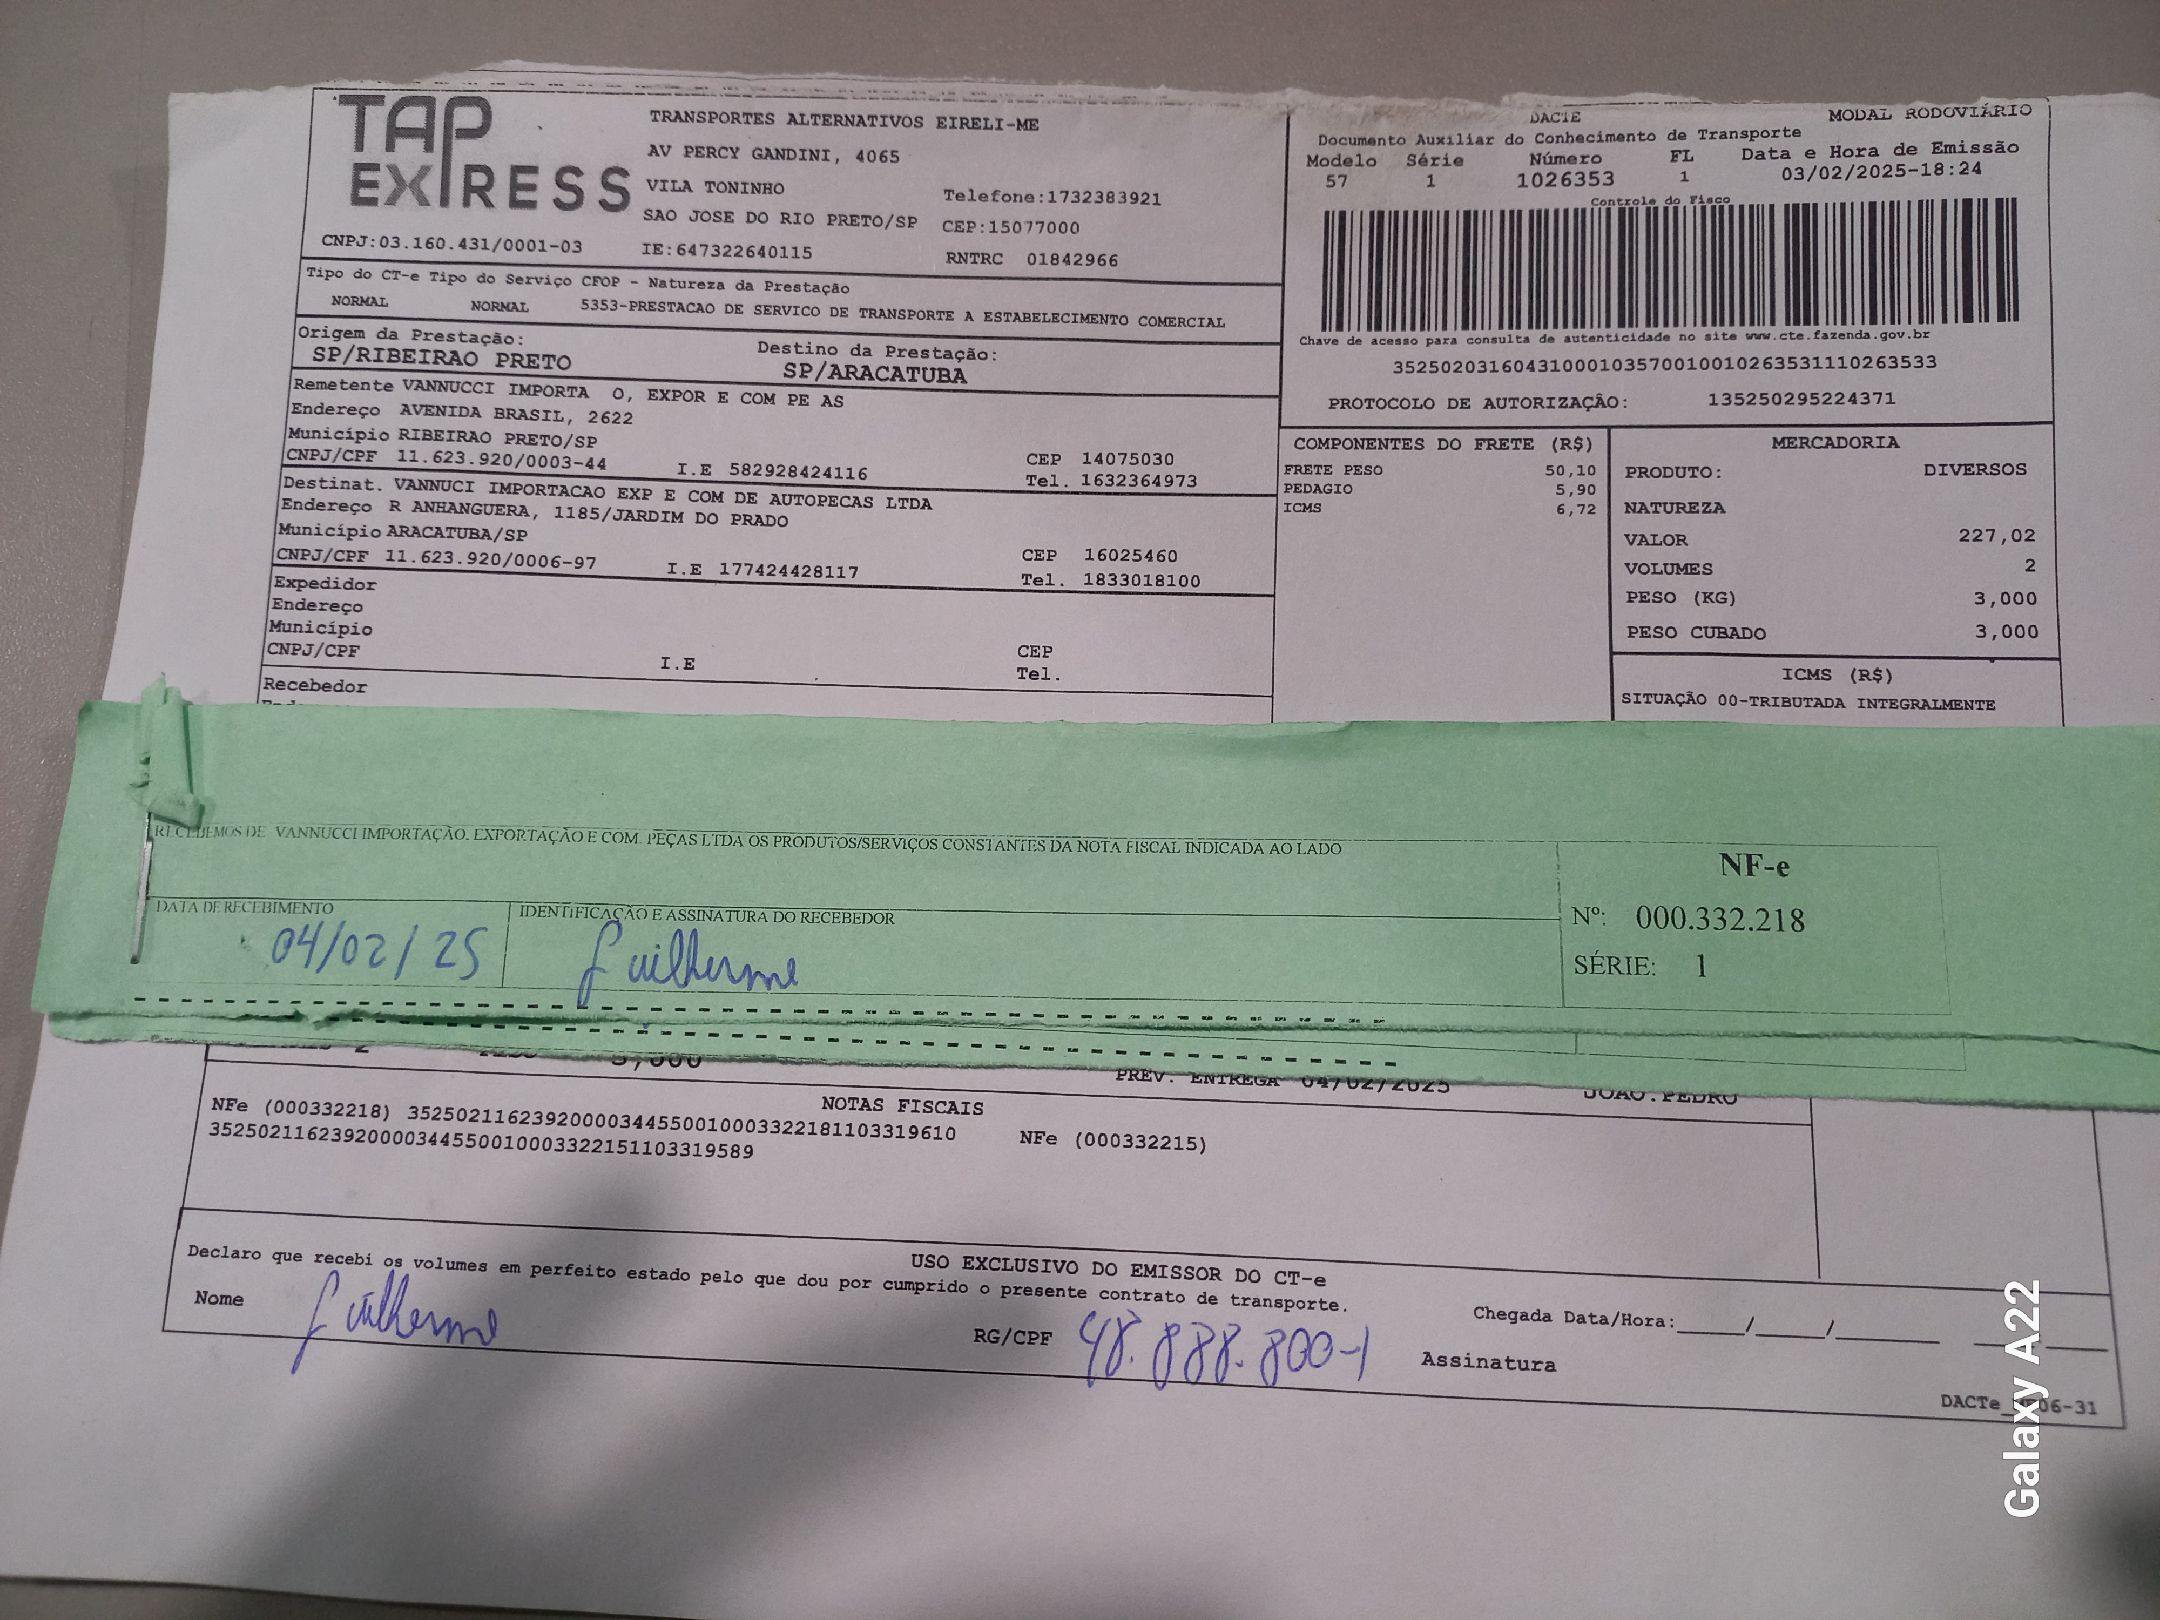 TAP EXPRESS
TRANSPORTES ALTERNATIVOS EIRELI-ME
AV PERCY GANDINI, 4065
VILA TONINHO
Telefone:1732383921
SAO JOSE DO RIO PRETO/SP CEP:15077000
CNPJ:03.160.431/0001-03 IE:647322640115 RNTRC 01842966
DACTE MODAL RODOVIÁRIO
Documento Auxiliar do Conhecimento de Transporte
Modelo Série Número FL Data e Hora de Emissão
57 1 1026353 1 03/02/2025-18:24
Controle do Fisco
Chave de acesso para consulta de autenticidade no site www.cte.fazenda.gov.br
35250203160431000103570010010263531110263533
PROTOCOLO DE AUTORIZAÇÃO: 135250295224371
Tipo do CT-e Tipo do Serviço CFOP - Natureza da Prestação
NORMAL NORMAL 5353-PRESTACAO DE SERVICO DE TRANSPORTE A ESTABELECIMENTO COMERCIAL
Origem da Prestação: Destino da Prestação:
SP/RIBEIRAO PRETO SP/ARACATUBA
Remetente VANNUCCI IMPORTA O, EXPOR E COM PE AS
Endereço AVENIDA BRASIL, 2622
Município RIBEIRAO PRETO/SP CEP 14075030
CNPJ/CPF 11.623.920/0003-44 I.E 582928424116 Tel. 1632364973
Destinat. VANNUCI IMPORTACAO EXP E COM DE AUTOPECAS LTDA
Endereço R ANHANGUERA, 1185/JARDIM DO PRADO
Município ARACATUBA/SP CEP 16025460
CNPJ/CPF 11.623.920/0006-97 I.E 177424428117 Tel. 1833018100
Expedidor
Endereço
Município CEP
CNPJ/CPF I.E Tel.
Recebedor
COMPONENTES DO FRETE (R$)
FRETE PESO 50,10
PEDAGIO 5,90
ICMS 6,72
MERCADORIA
PRODUTO: DIVERSOS
NATUREZA
VALOR 227,02
VOLUMES 2
PESO (KG) 3,000
PESO CUBADO 3,000
ICMS (R$)
SITUAÇÃO 00-TRIBUTADA INTEGRALMENTE
RECEBEMOS DE VANNUCCI IMPORTAÇÃO. EXPORTAÇÃO E COM. PEÇAS LTDA OS PRODUTOS/SERVIÇOS CONSTANTES DA NOTA FISCAL INDICADA AO LADO
DATA DE RECEBIMENTO IDENTIFICAÇÃO E ASSINATURA DO RECEBEDOR
04/02/25 Guilherme
NF-e
Nº: 000.332.218
SÉRIE: 1
PREV. ENTREGA 04/02/2025 JOAO.PEDRO
NOTAS FISCAIS
NFe (000332218) 35250211623920000344550010003322181103319610 NFe (000332215)
35250211623920000344550010003322151103319589
USO EXCLUSIVO DO EMISSOR DO CT-e
Declaro que recebi os volumes em perfeito estado pelo que dou por cumprido o presente contrato de transporte.
Nome Guilherme RG/CPF 48.888.800-1 Chegada Data/Hora:_____/_____/_____
Assinatura
Galaxy A22